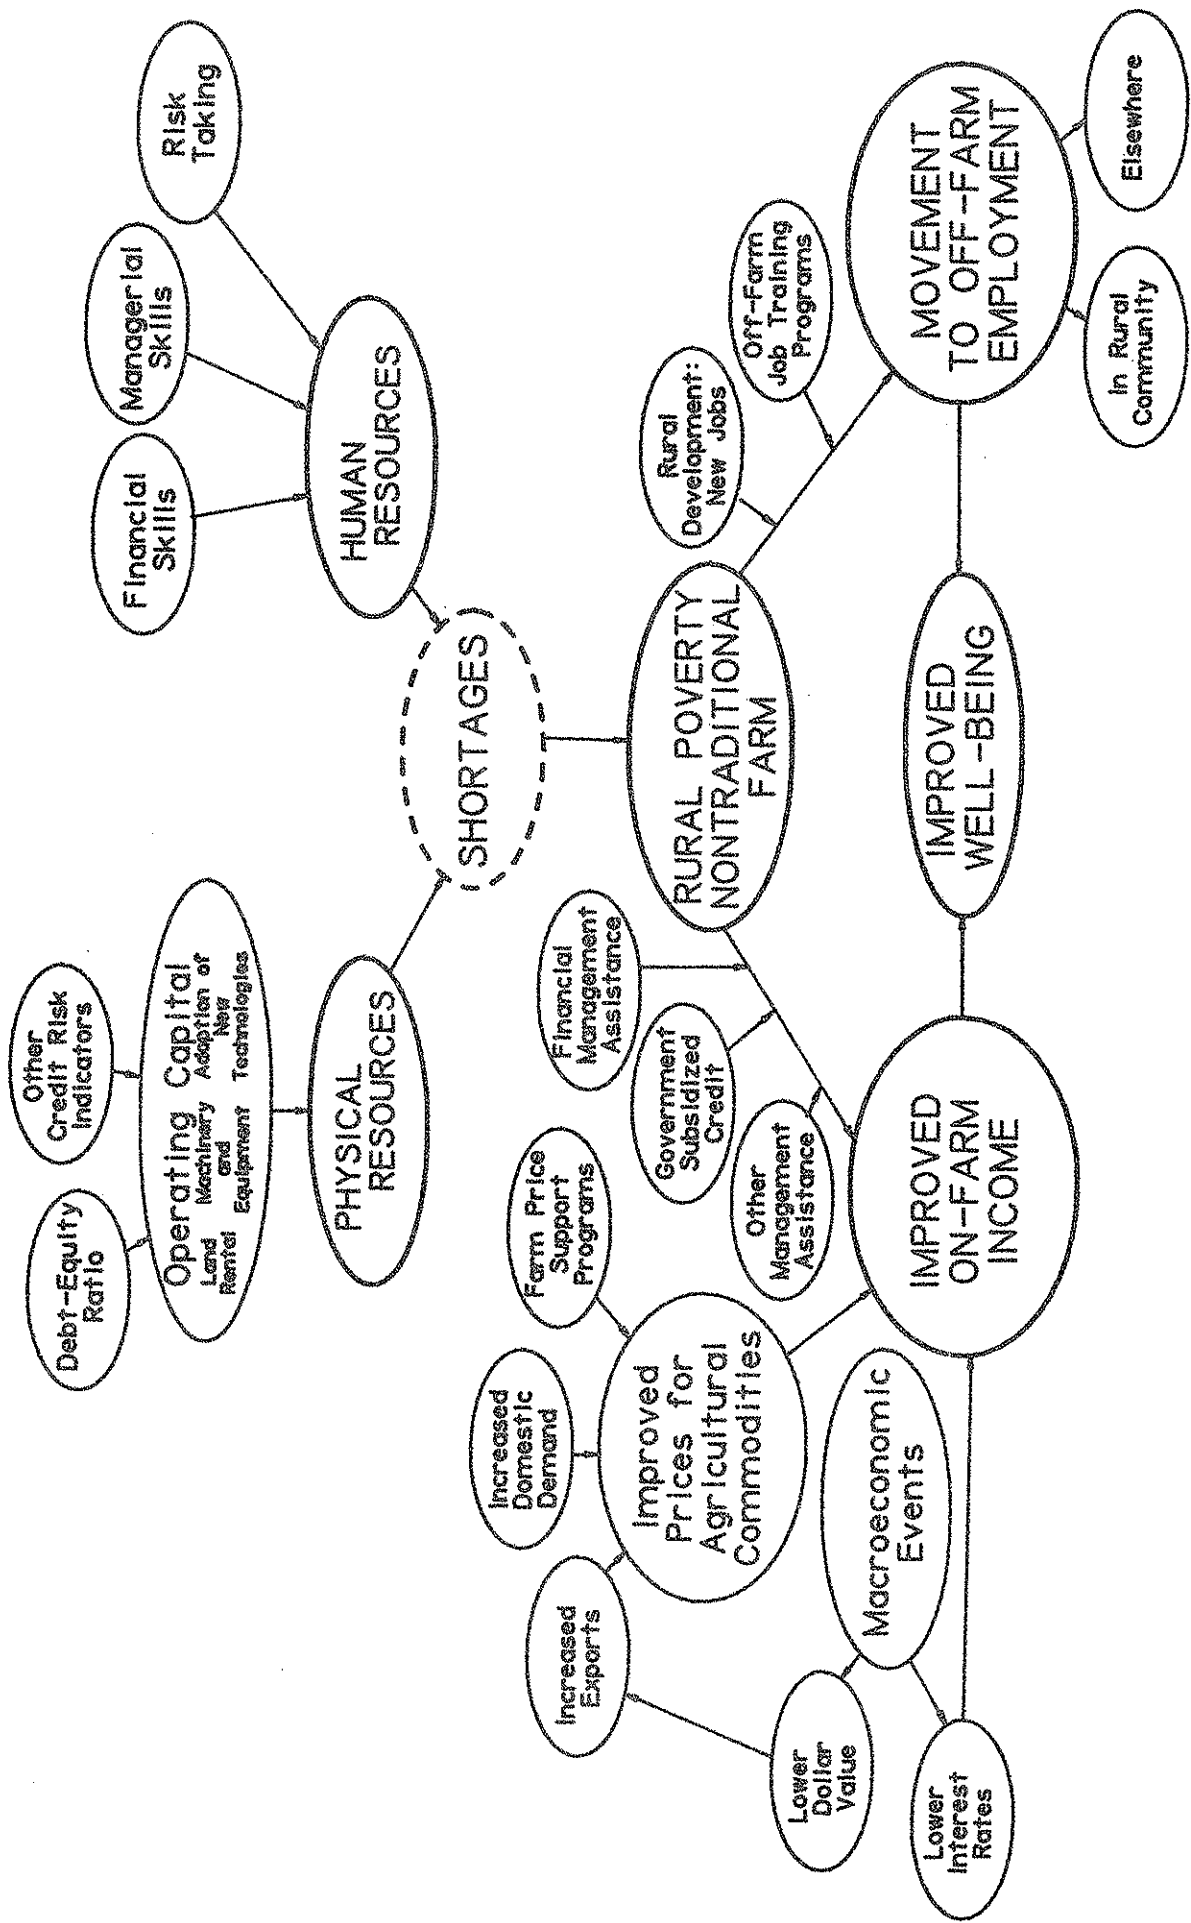 Debt-Equity
Ratio
Other
Credit Risk
Indicators
Operating Capital
Land
Rental
Machinery
and
Equipment
Adoption of
New
Technologies
PHYSICAL
RESOURCES
Financial
Skills
Managerial
Skills
Risk
Taking
HUMAN
RESOURCES
SHORTAGES
RURAL POVERTY
NONTRADITIONAL
FARM
Increased
Exports
Increased
Domestic
Demand
Farm Price
Support
Programs
Improved
Prices for
Agricultural
Commodities
Financial
Management
Assistance
Government
Subsidized
Credit
Other
Management
Assistance
Rural
Development:
New Jobs
Off-Farm
Job Training
Programs
Lower
Dollar
Value
Macroeconomic
Events
Lower
Interest
Rates
IMPROVED
ON-FARM
INCOME
IMPROVED
WELL-BEING
MOVEMENT
TO OFF-FARM
EMPLOYMENT
In Rural
Community
Elsewhere